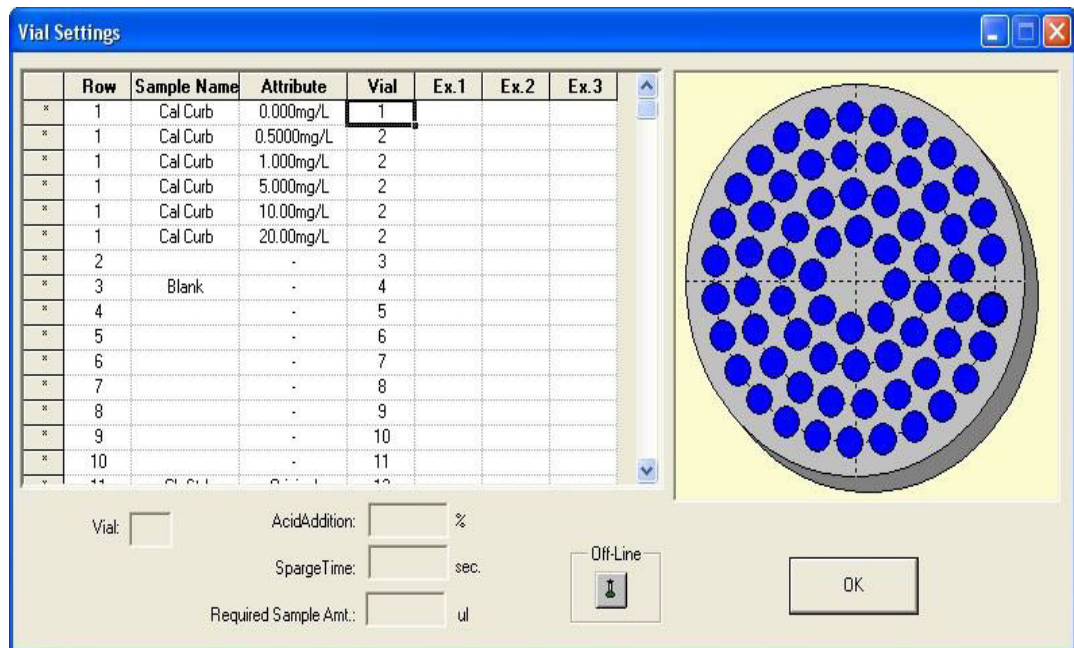 Vial Settings
Row Sample Name Attribute Vial Ex.1 Ex.2 Ex.3
* 1 Cal Curb 0.000mg/L 1
* 1 Cal Curb 0.5000mg/L 2
* 1 Cal Curb 1.000mg/L 2
* 1 Cal Curb 5.000mg/L 2
* 1 Cal Curb 10.00mg/L 2
* 1 Cal Curb 20.00mg/L 2
* 2 - 3
* 3 Blank - 4
* 4 - 5
* 5 - 6
* 6 - 7
* 7 - 8
* 8 - 9
* 9 - 10
* 10 - 11
Vial:
AcidAddition: %
SpargeTime: sec.
Required Sample Amt.: ul
Off-Line
OK